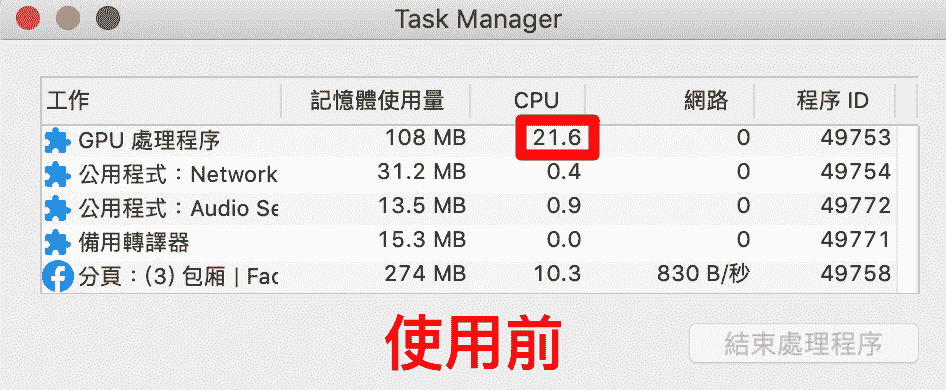 Task Manager
工作 記憶體使用量 CPU 網路 程序 ID
GPU 處理程序 108 MB 21.6 0 49753
公用程式：Network 31.2 MB 0.4 0 49754
公用程式：Audio Se 13.5 MB 0.9 0 49772
備用轉譯器 15.3 MB 0.0 0 49771
分頁：(3) 包廂 | Fac 274 MB 10.3 830 B/秒 49758
使用前
結束處理程序